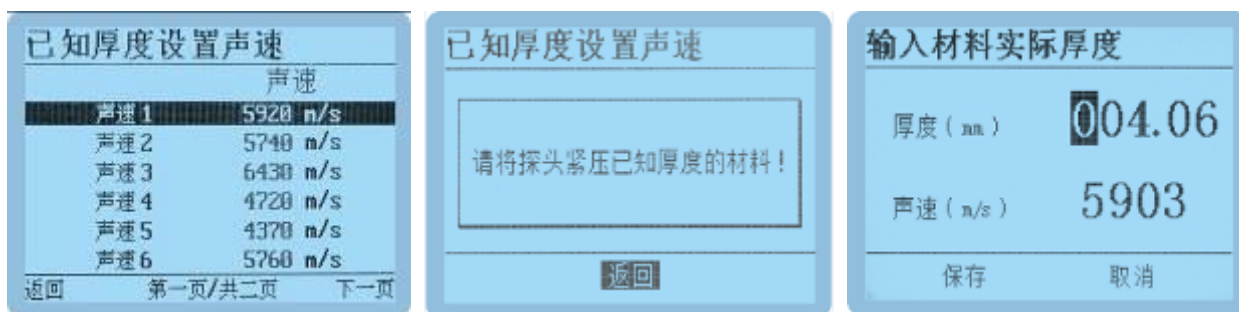 已知厚度设置声速
声速
声速1 5920 m/s
声速2 5740 m/s
声速3 6430 m/s
声速4 4720 m/s
声速5 4370 m/s
声速6 5760 m/s
返回 第一页/共二页 下一页
已知厚度设置声速
请将探头紧压已知厚度的材料！
返回
输入材料实际厚度
厚度（mm） 004.06
声速（m/s） 5903
保存 取消